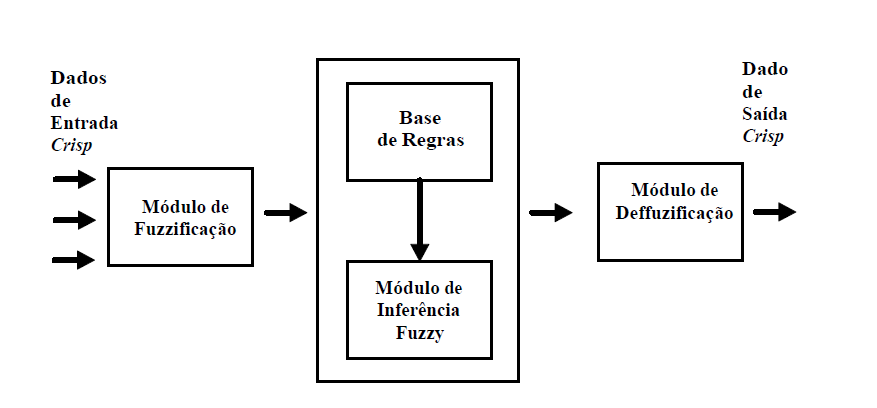 Dados
de
Entrada
Crisp
Módulo de
Fuzzificação
Base
de Regras
Módulo de
Inferência
Fuzzy
Módulo de
Deffuzificação
Dado
de
Saída
Crisp